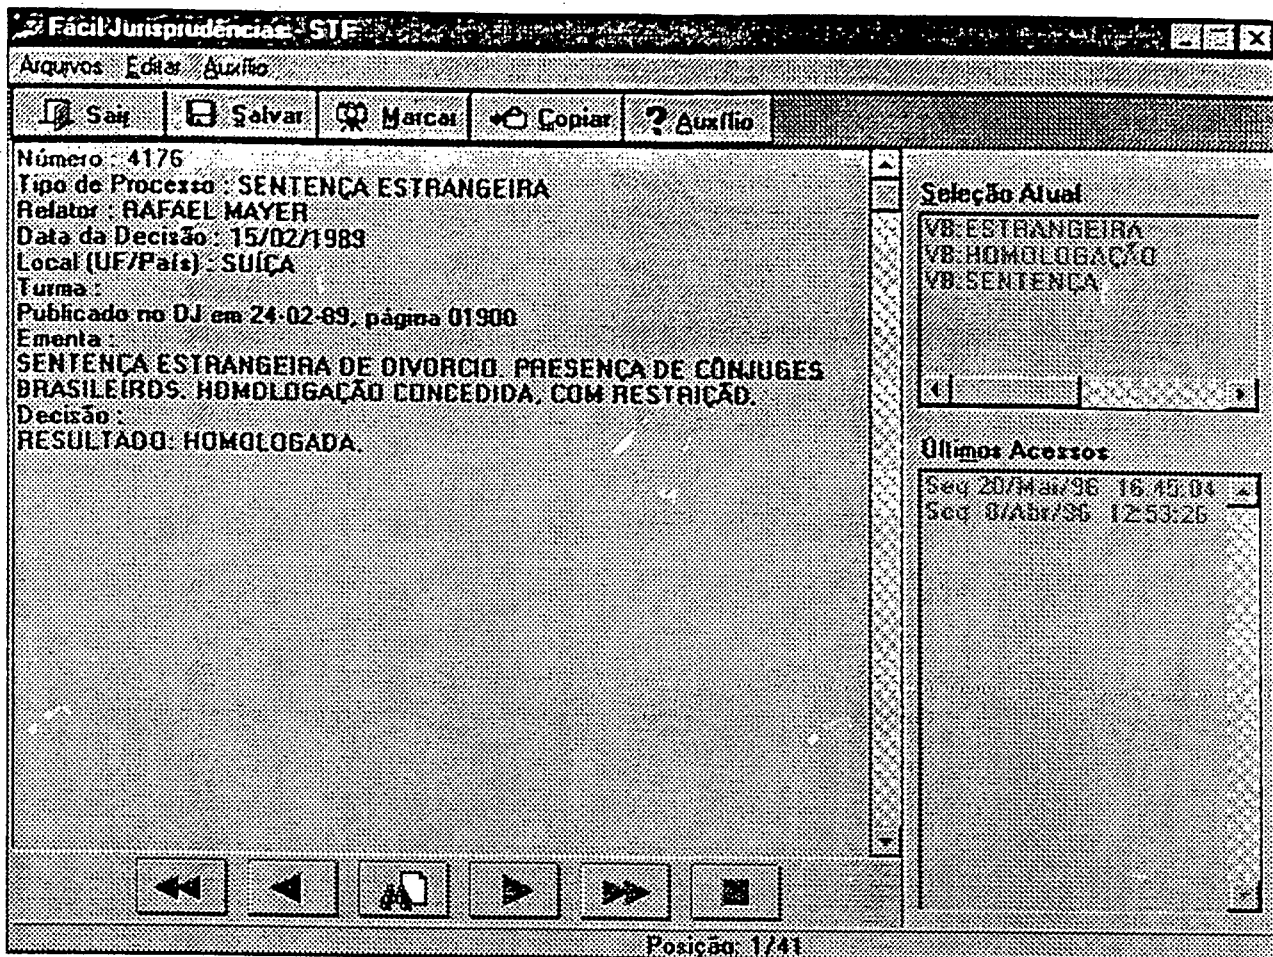 Fácil Jurisprudências - STF
Arquivos Editar Auxílio
Sair Salvar Marcar Copiar ? Auxílio
Número : 4176
Tipo de Processo : SENTENÇA ESTRANGEIRA
Relator : RAFAEL MAYER
Data da Decisão : 15/02/1989
Local (UF/País) : SUÍÇA
Turma :
Publicado no DJ em 24-02-89, página 01900
Ementa :
SENTENÇA ESTRANGEIRA DE DIVORCIO. PRESENÇA DE CÔNJUGES
BRASILEIROS. HOMOLOGAÇÃO CONCEDIDA, COM RESTRIÇÃO.
Decisão :
RESULTADO: HOMOLOGADA.
Seleção Atual
VB:ESTRANGEIRA
VB:HOMOLOGAÇÃO
VB:SENTENÇA
Últimos Acessos
Seg 20/Mai/96 16:45:04
Seg 8/Abr/96 12:53:26
Posição: 1/41